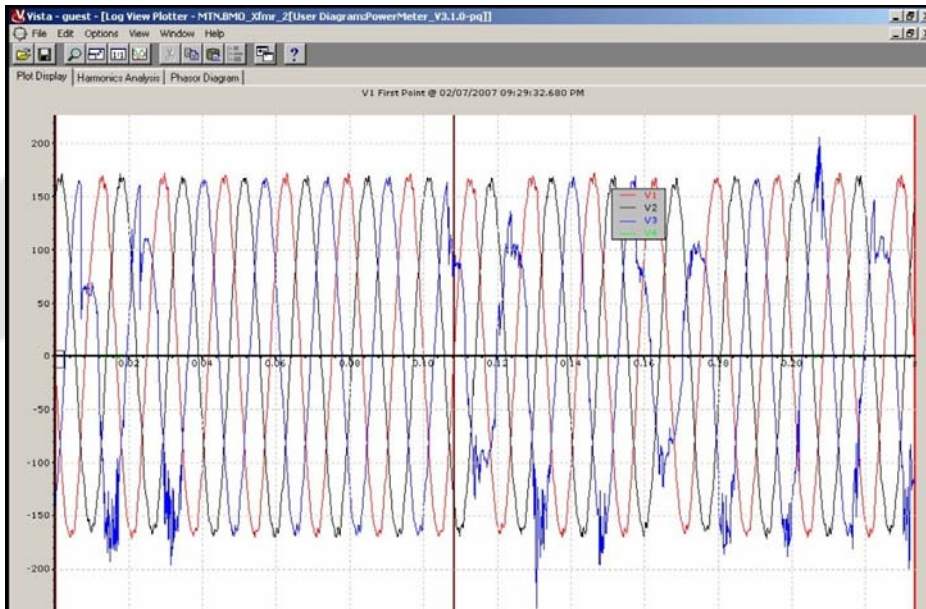 Vista - guest - [Log View Plotter - MTN.BMO_Xfmr_2[User Diagram:PowerMeter_V3.1.0-pq]]
File Edit Options View Window Help
Plot Display Harmonics Analysis Phasor Diagram
V1 First Point @ 02/07/2007 09:29:32.680 PM
200
150
100
50
0
-50
-100
-150
-200
V1
V2
V3
V4
0.02 0.04 0.06 0.08 0.10 0.12 0.14 0.16 0.18 0.20